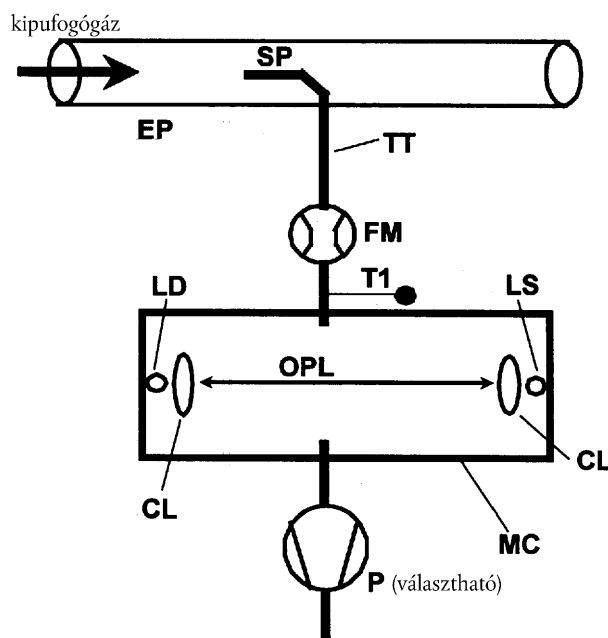 kipufogógáz
SP
EP
TT
FM
T1
LD
LS
OPL
CL
CL
MC
P (választható)